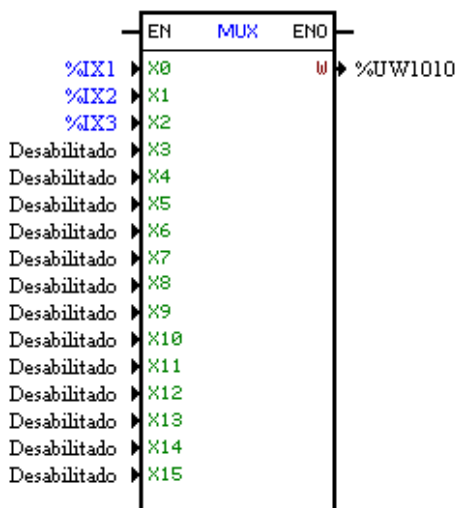 EN MUX ENO
%IX1 X0 W %UW1010
%IX2 X1
%IX3 X2
Desabilitado X3
Desabilitado X4
Desabilitado X5
Desabilitado X6
Desabilitado X7
Desabilitado X8
Desabilitado X9
Desabilitado X10
Desabilitado X11
Desabilitado X12
Desabilitado X13
Desabilitado X14
Desabilitado X15